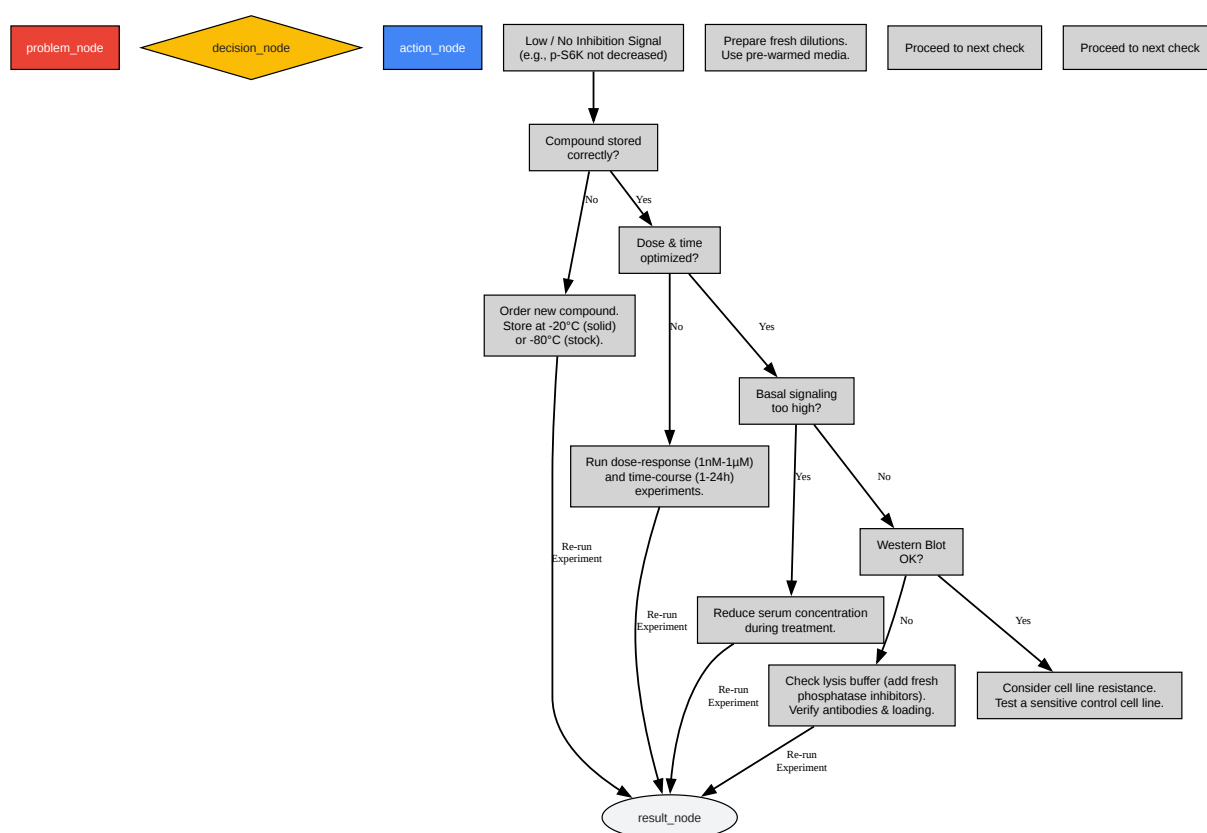 problem_node
decision_node
action_node
Low / No Inhibition Signal
(e.g., p-S6K not decreased)
Prepare fresh dilutions.
Use pre-warmed media.
Proceed to next check
Proceed to next check
Compound stored
correctly?
No
Yes
Dose & time
optimized?
Order new compound.
Store at -20°C (solid)
or -80°C (stock).
No
Yes
Basal signaling
too high?
Run dose-response (1nM-1µM)
and time-course (1-24h)
experiments.
Yes
No
Western Blot
OK?
Re-run
Experiment
Reduce serum concentration
during treatment.
Re-run
Experiment
No
Yes
Check lysis buffer (add fresh
phosphatase inhibitors).
Verify antibodies & loading.
Consider cell line resistance.
Test a sensitive control cell line.
Re-run
Experiment
Re-run
Experiment
result_node